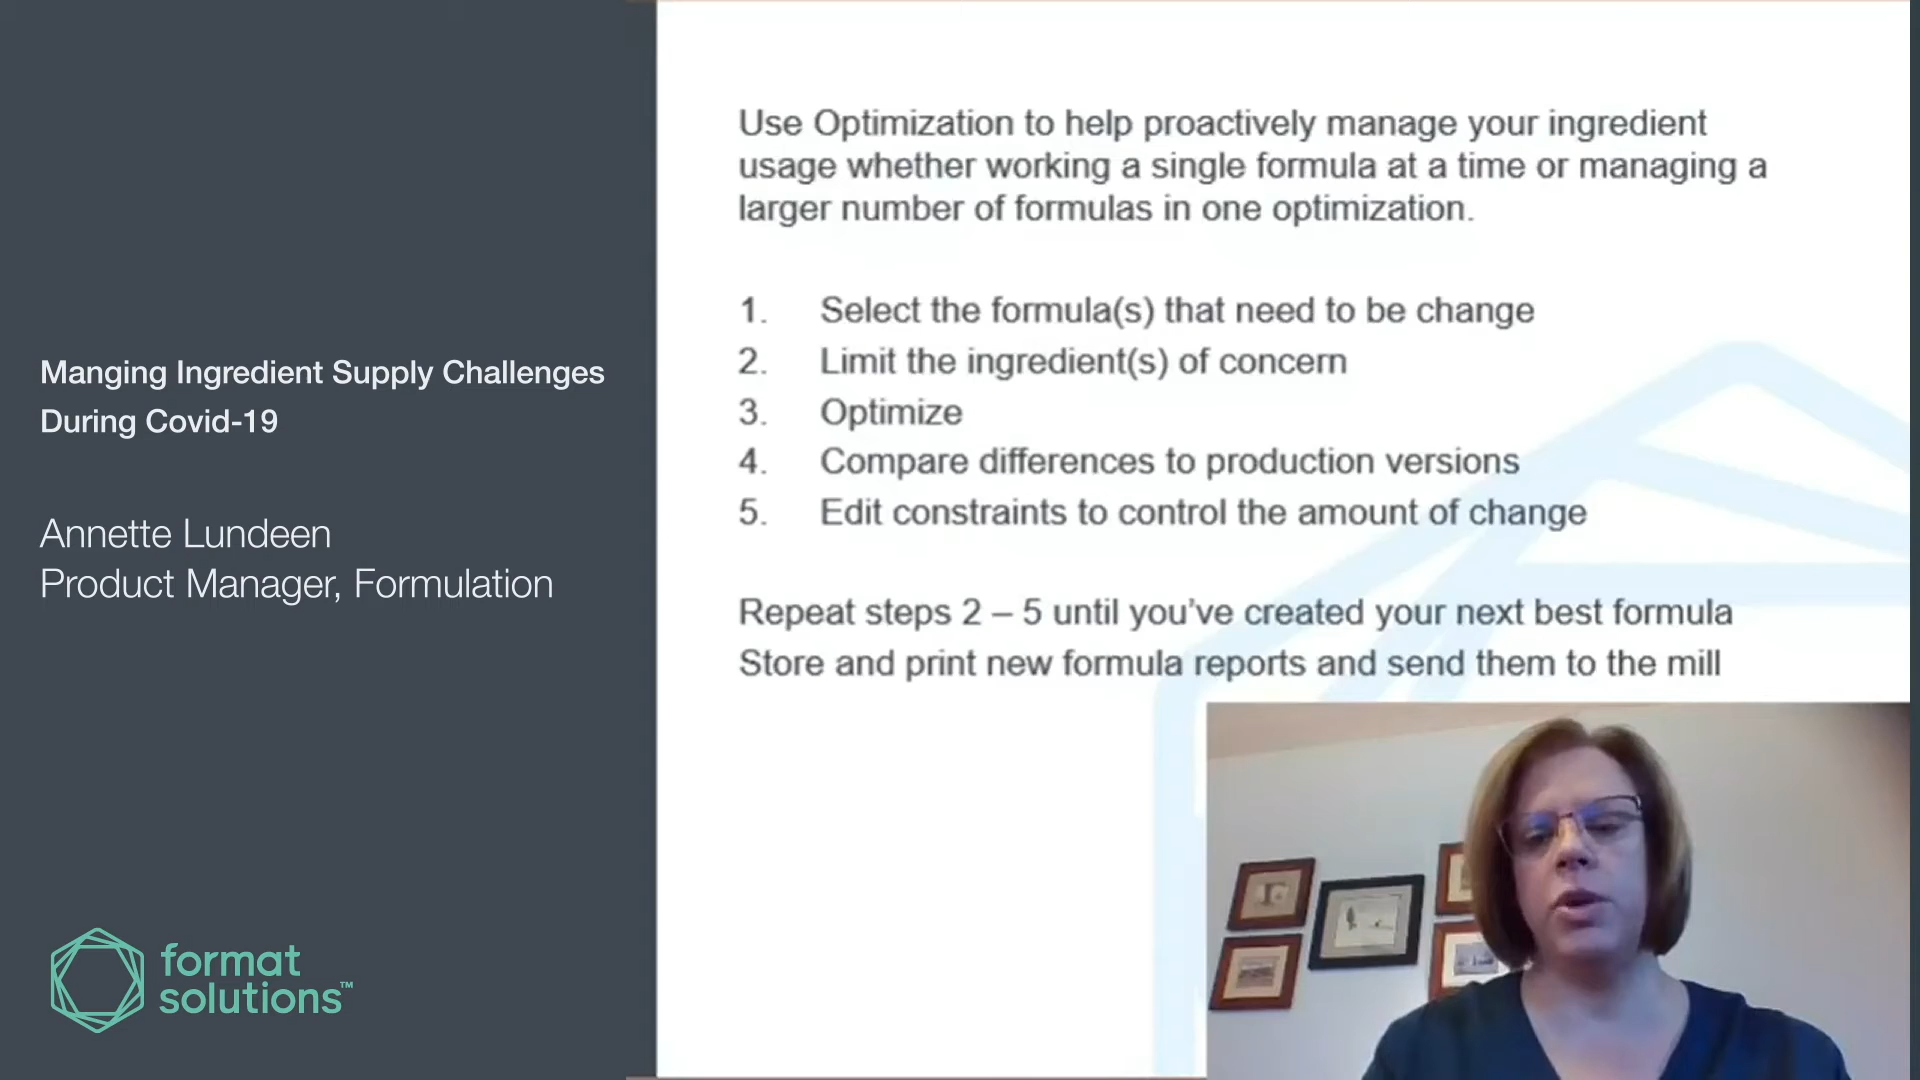 Manging Ingredient Supply Challenges
During Covid-19
Annette Lundeen
Product Manager, Formulation
format
solutions™
Use Optimization to help proactively manage your ingredient
usage whether working a single formula at a time or managing a
larger number of formulas in one optimization.
1. Select the formula(s) that need to be change
2. Limit the ingredient(s) of concern
3. Optimize
4. Compare differences to production versions
5. Edit constraints to control the amount of change
Repeat steps 2 – 5 until you've created your next best formula
Store and print new formula reports and send them to the mill